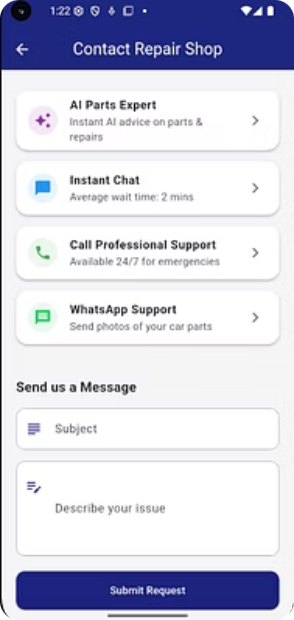 1:22
Contact Repair Shop
AI Parts Expert
Instant AI advice on parts &
repairs
Instant Chat
Average wait time: 2 mins
Call Professional Support
Available 24/7 for emergencies
WhatsApp Support
Send photos of your car parts
Send us a Message
Subject
Describe your issue
Submit Request